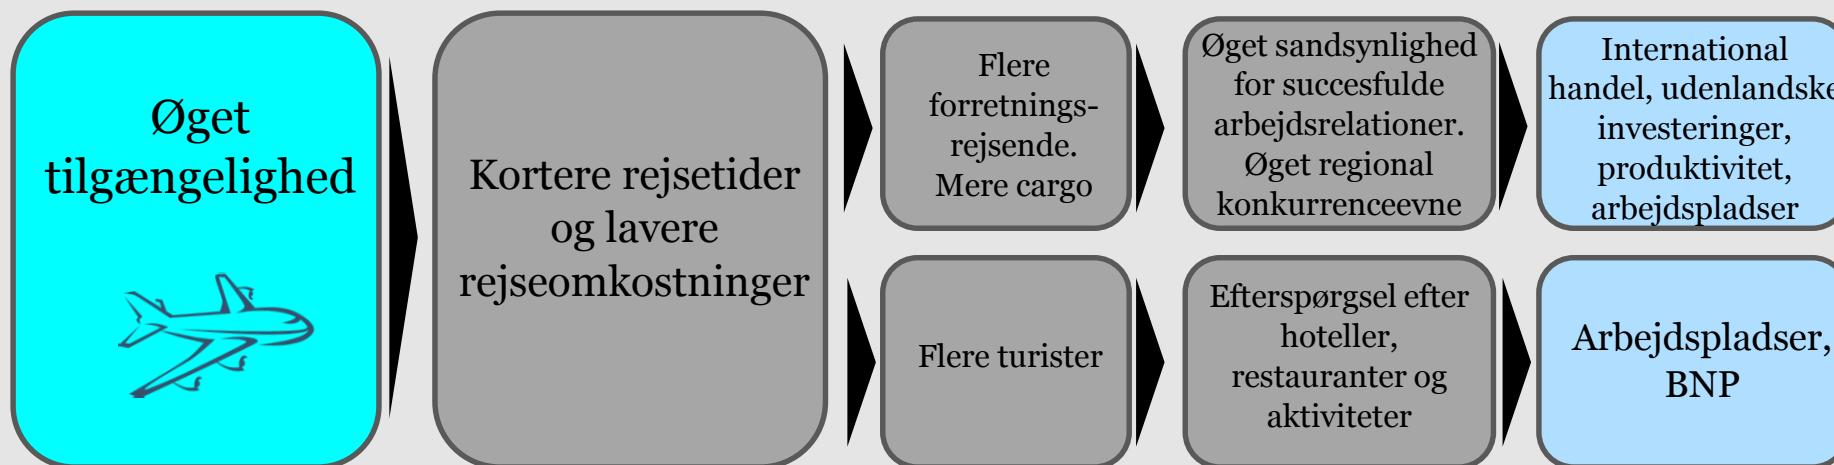 Øget
tilgængelighed
Kortere rejsetider
og lavere
rejseomkostninger
Flere
forretnings-
rejsende.
Mere cargo
Øget sandsynlighed
for succesfulde
arbejdsrelationer.
Øget regional
konkurrenceevne
International
handel, udenlandske
investeringer,
produktivitet,
arbejdspladser
Flere turister
Efterspørgsel efter
hoteller,
restauranter og
aktiviteter
Arbejdspladser,
BNP